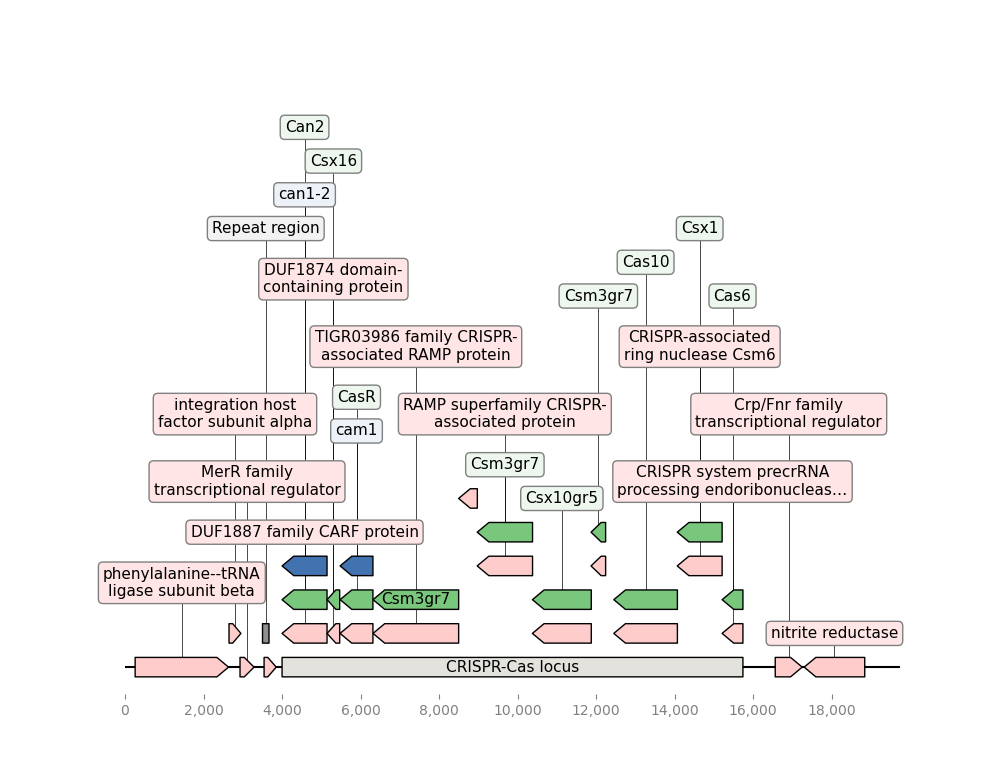 Can2
Csx16
can1-2
Repeat region
Csx1
DUF1874 domain-
containing protein
Cas10
Csm3gr7
Cas6
TIGR03986 family CRISPR-
associated RAMP protein
CRISPR-associated
ring nuclease Csm6
CasR
integration host
factor subunit alpha
RAMP superfamily CRISPR-
associated protein
Crp/Fnr family
transcriptional regulator
cam1
Csm3gr7
MerR family
transcriptional regulator
CRISPR system precrRNA
processing endoribonucleas...
Csx10gr5
DUF1887 family CARF protein
phenylalanine--tRNA
ligase subunit beta
Csm3gr7
nitrite reductase
CRISPR-Cas locus
0 2,000 4,000 6,000 8,000 10,000 12,000 14,000 16,000 18,000